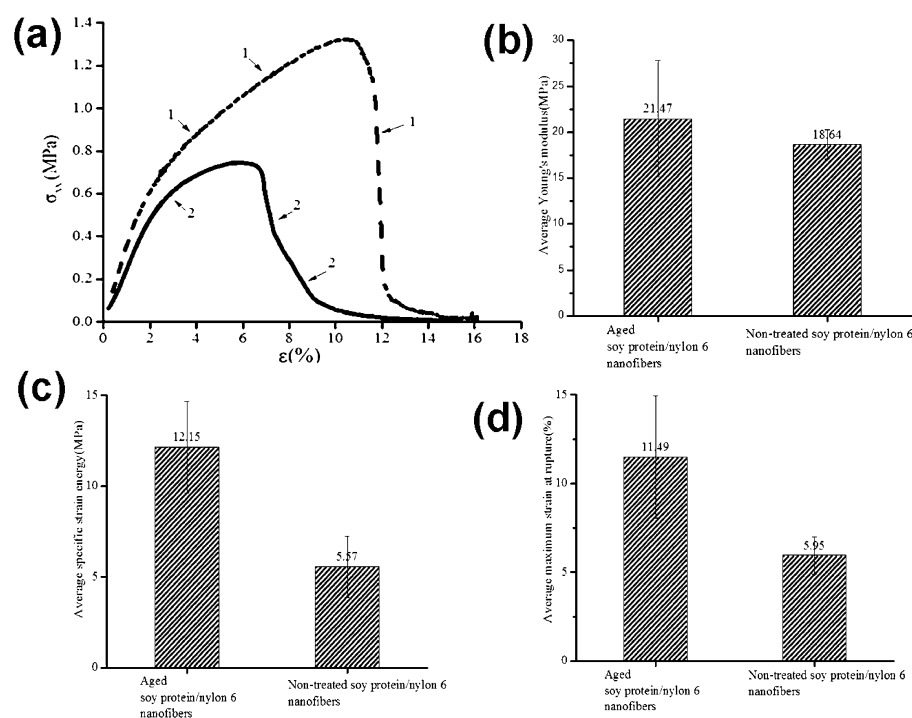 (a)
1.4
1.2
1.0
0.8
0.6
0.4
0.2
0.0
(MPa)
1
1
1
2
2
2
0 2 4 6 8 10 12 14 16 18
ε(%)
(b)
30
25
20
15
10
5
0
Average Young's modulus(MPa)
21.47
18.64
Aged
soy protein/nylon 6
nanofibers
Non-treated soy protein/nylon 6
nanofibers
(c)
15
10
5
0
Average specific strain energy(MPa)
12.15
5.57
Aged
soy protein/nylon 6
nanofibers
Non-treated soy protein/nylon 6
nanofibers
(d)
15
10
5
0
Average maximum strain at rupture(%)
11.49
5.95
Aged
soy protein/nylon 6
nanofibers
Non-treated soy protein/nylon 6
nanofibers